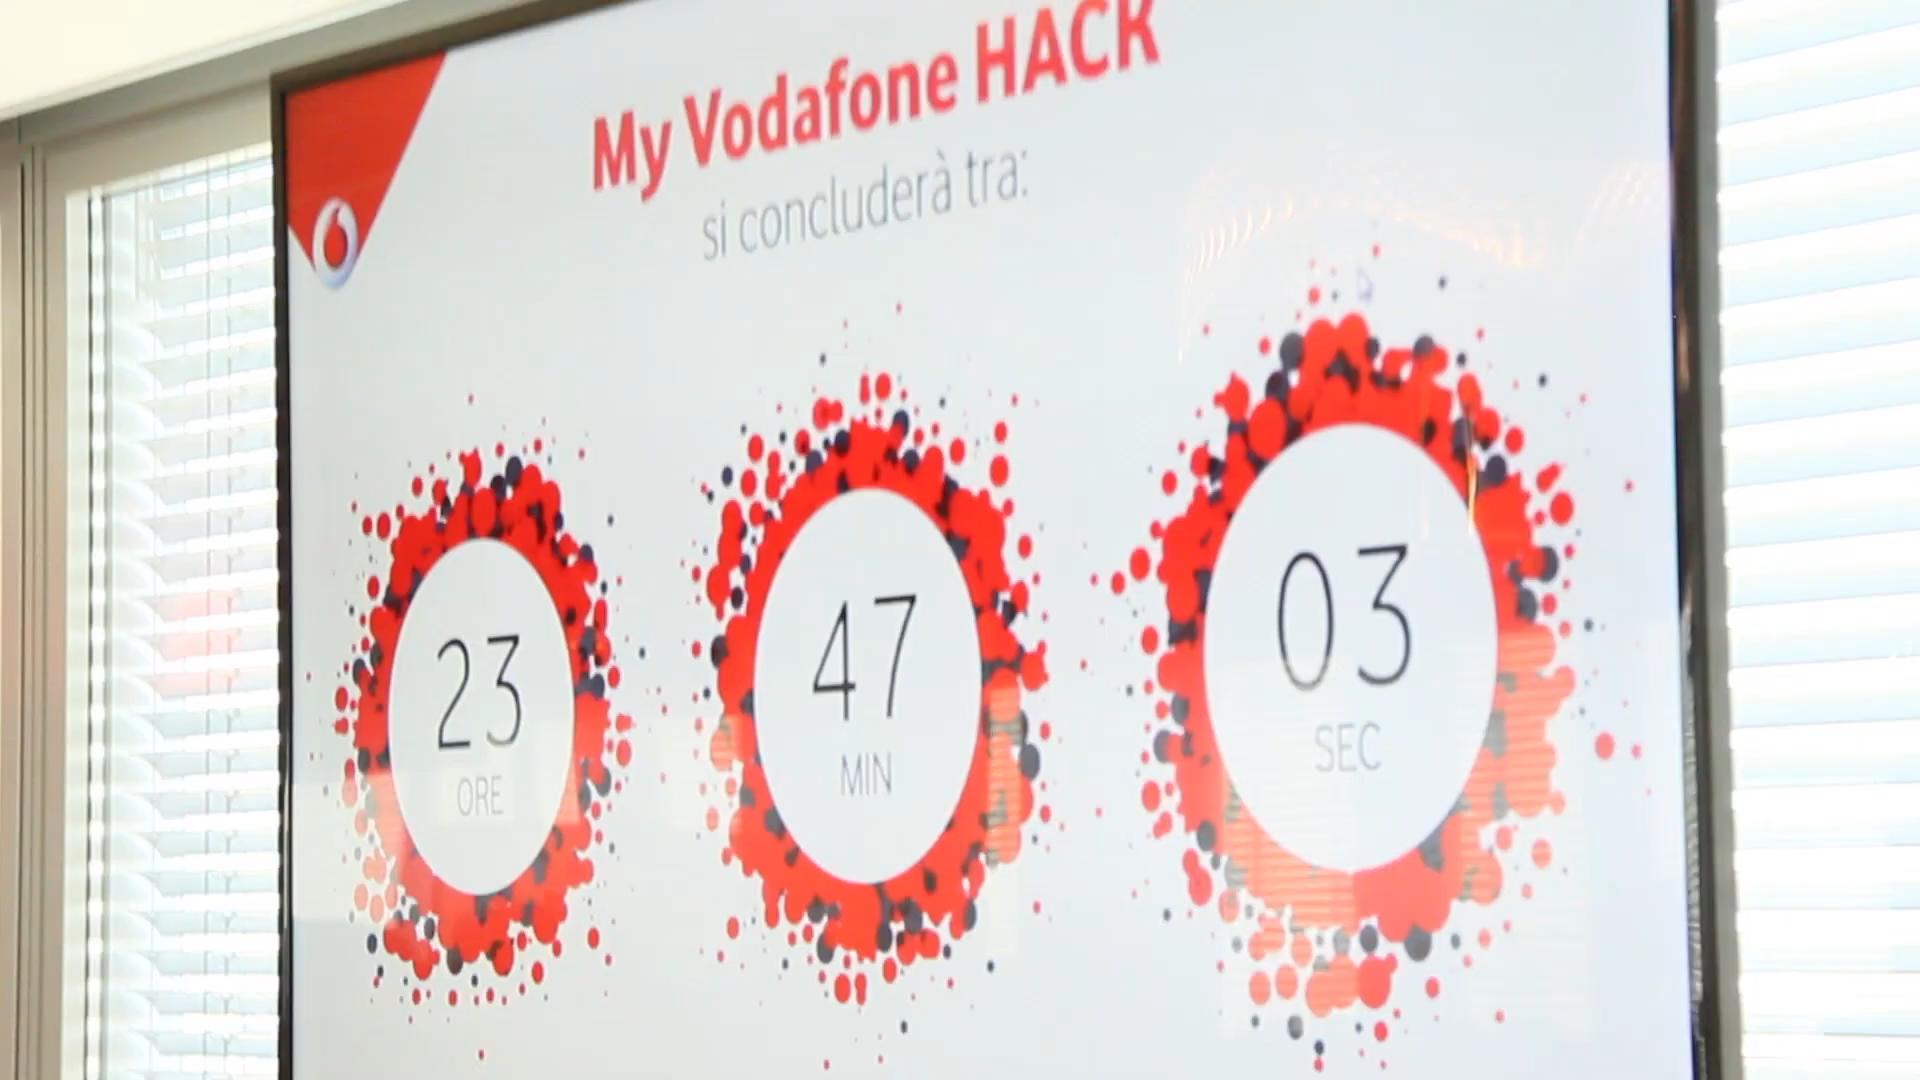 My Vodafone HACK
si concluderà tra:
23
ORE
47
MIN
03
SEC